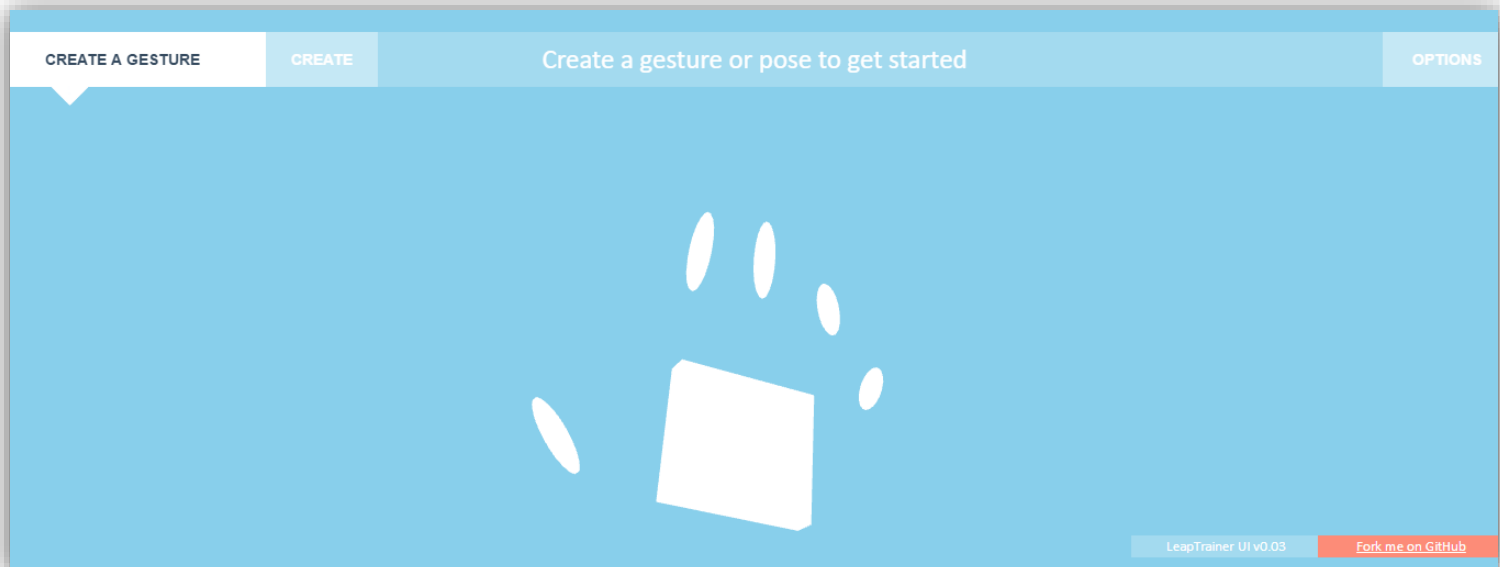 CREATE A GESTURE
CREATE
Create a gesture or pose to get started
OPTIONS
LeapTrainer UI v0.03
Fork me on GitHub